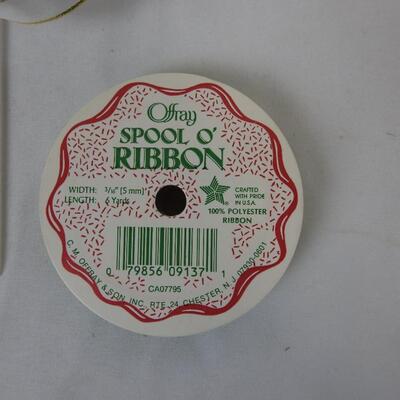 Offray
SPOOL O'
RIBBON
WIDTH: 3/16" [5 mm]
LENGTH: 6 Yards
CRAFTED
WITH PRIDE
IN U.S.A.
®
100% POLYESTER
RIBBON
0 79856 09137 1
CA07795
C. M. OFFRAY & SON, INC. RTE. 24, CHESTER, N. J. 07930-0601